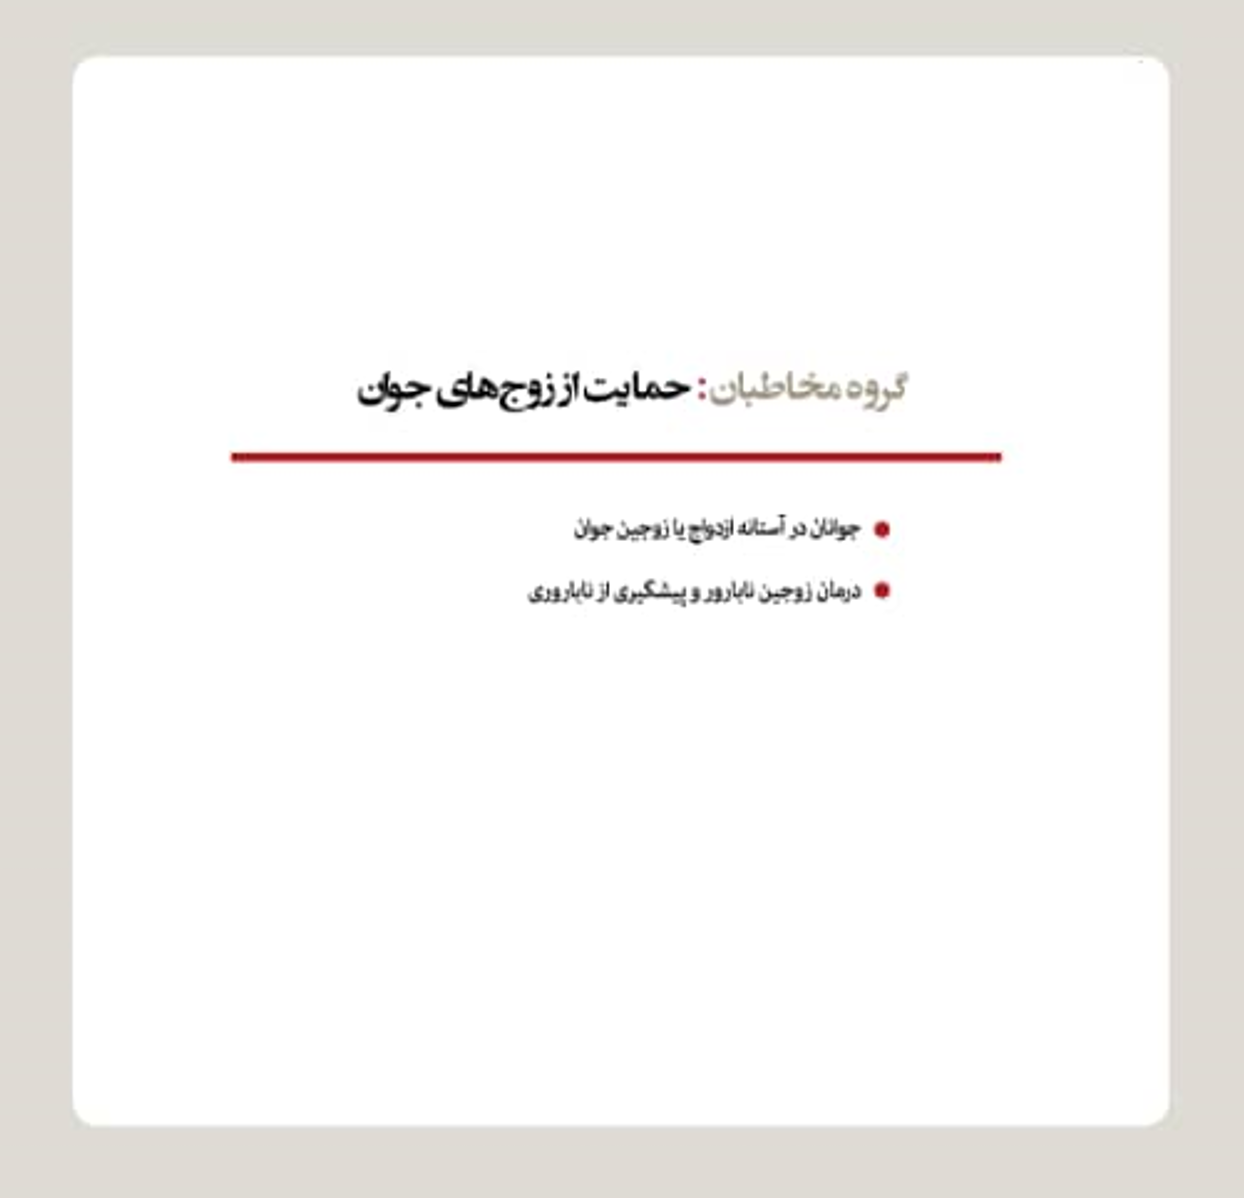 گروه مخاطبان: حمایت از زوج‌های جوان
جوانان در آستانه ازدواج یا زوجین جوان
درمان زوجین نابارور و پیشگیری از ناباروری